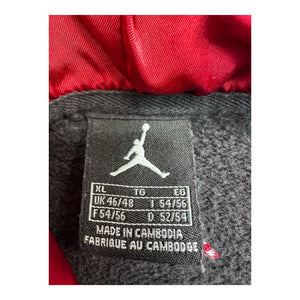 XL TG EG
UK 46/48 I 54/56
F 54/56 D 52/54
MADE IN CAMBODIA
FABRIQUE AU CAMBODGE